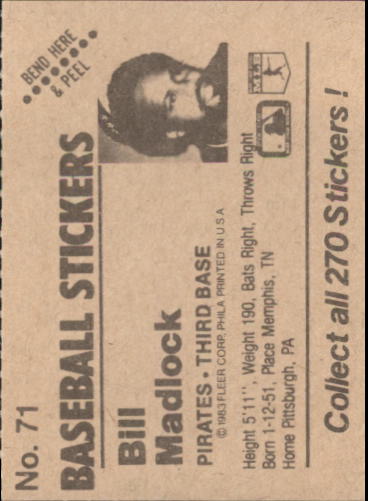 No. 71
BEND HERE
& PEEL
BASEBALL STICKERS
Bill
Madlock
PIRATES • THIRD BASE
© 1983 FLEER CORP. PHILA. PRINTED IN U.S.A
Height 5'11", Weight 190, Bats Right, Throws Right
Born 1-12-51, Place Memphis, TN
Home Pittsburgh, PA
Collect all 270 Stickers!